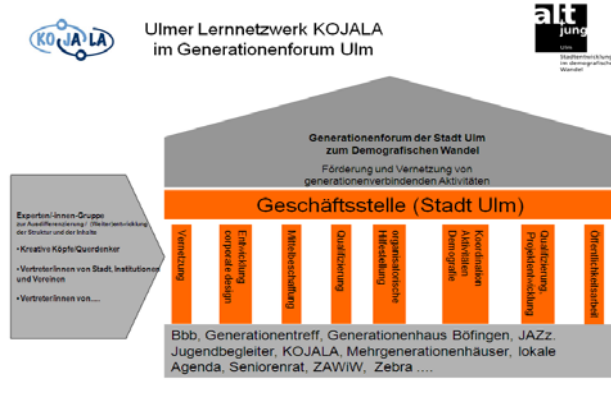 KOJALA
Ulmer Lernnetzwerk KOJALA
im Generationenforum Ulm
alt
jung
Ulm
Stadtentwicklung
im demografischen
Wandel
Generationenforum der Stadt Ulm
zum Demografischen Wandel
Förderung und Vernetzung von
generationenverbindenden Aktivitäten
Geschäftsstelle (Stadt Ulm)
Experten/-innen-Gruppe
zur Ausdifferenzierung / (Weiter)entwicklung
der Struktur und der Inhalte
•Kreative Köpfe/Querdenker
•Vertreter/innen von Stadt, Institutionen
und Vereinen
•Vertreter/innen von....
Vernetzung
Entwicklung
corporate design
Mittelbeschaffung
Qualifizierung
organisatorische
Hilfestellung
Koordination
Aktivitäten
Demografie
Qualifizierung,
Projektentwicklung
Öffentlichkeitsarbeit
Bbb, Generationentreff, Generationenhaus Böfingen, JAZz.
Jugendbegleiter, KOJALA, Mehrgenerationenhäuser, lokale
Agenda, Seniorenrat, ZAWiW, Zebra ....